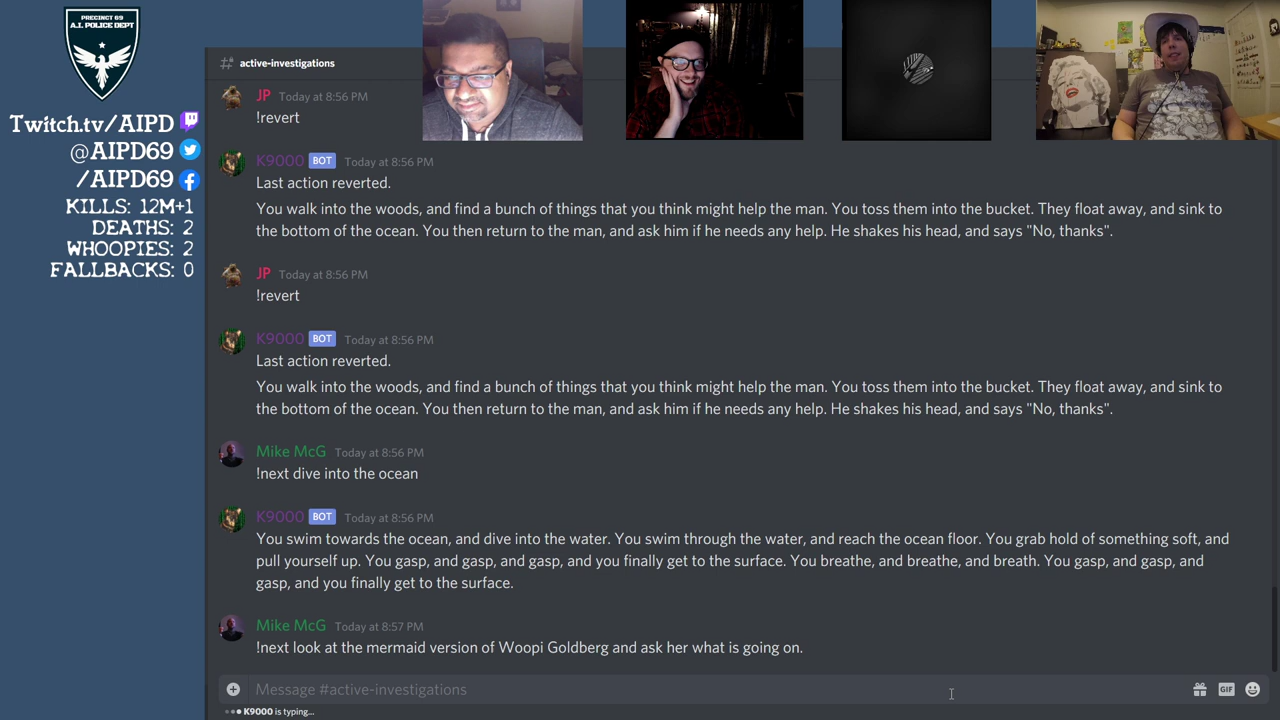 PRECINCT 69
A.I. POLICE DEPT
Twitch.tv/AIPD
@AIPD69
/AIPD69
KILLS: 12M+1
DEATHS: 2
WHOOPIES: 2
FALLBACKS: 0
active-investigations
JP Today at 8:56 PM
!revert
K9000 BOT Today at 8:56 PM
Last action reverted.
You walk into the woods, and find a bunch of things that you think might help the man. You toss them into the bucket. They float away, and sink to
the bottom of the ocean. You then return to the man, and ask him if he needs any help. He shakes his head, and says "No, thanks".
JP Today at 8:56 PM
!revert
K9000 BOT Today at 8:56 PM
Last action reverted.
You walk into the woods, and find a bunch of things that you think might help the man. You toss them into the bucket. They float away, and sink to
the bottom of the ocean. You then return to the man, and ask him if he needs any help. He shakes his head, and says "No, thanks".
Mike McG Today at 8:56 PM
!next dive into the ocean
K9000 BOT Today at 8:56 PM
You swim towards the ocean, and dive into the water. You swim through the water, and reach the ocean floor. You grab hold of something soft, and
pull yourself up. You gasp, and gasp, and gasp, and you finally get to the surface. You breathe, and breathe, and breath. You gasp, and gasp, and
gasp, and you finally get to the surface.
Mike McG Today at 8:57 PM
!next look at the mermaid version of Woopi Goldberg and ask her what is going on.
Message #active-investigations
GIF
K9000 is typing...